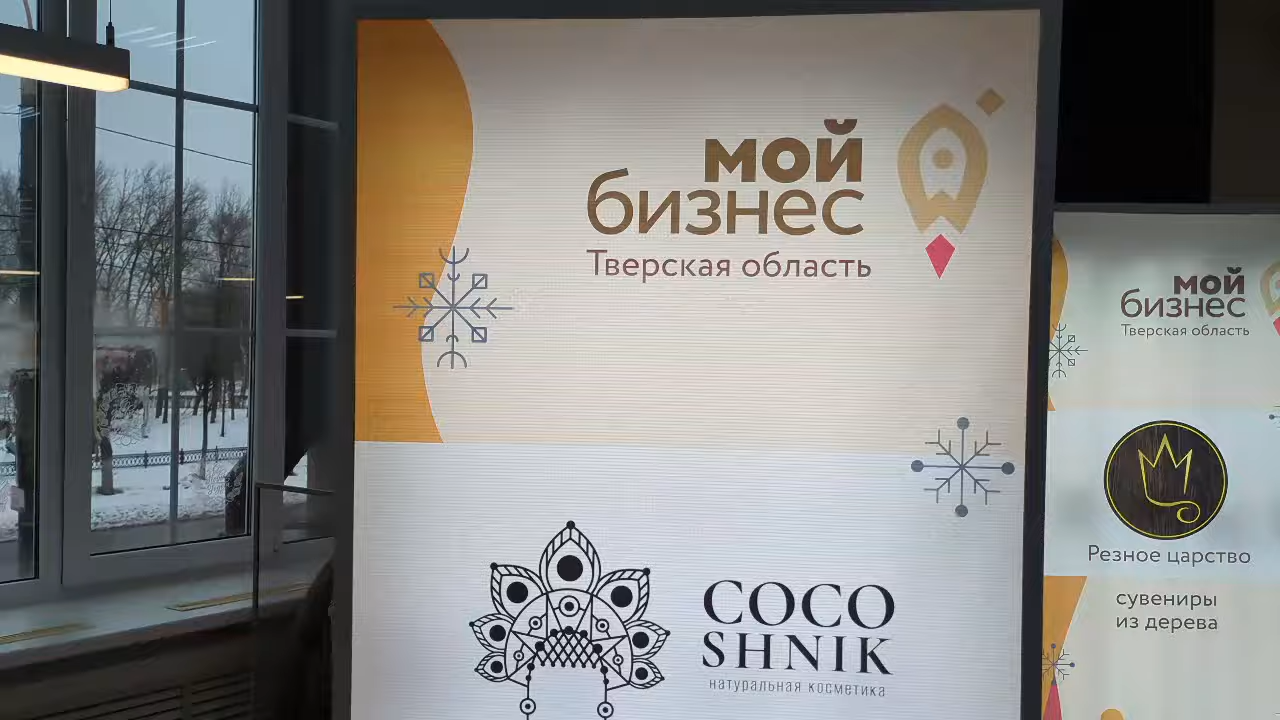 мой
бизнес
Тверская область
COCO
SHNIK
натуральная косметика
мой
бизнес
Тверская область
Резное царство
сувениры
из дерева